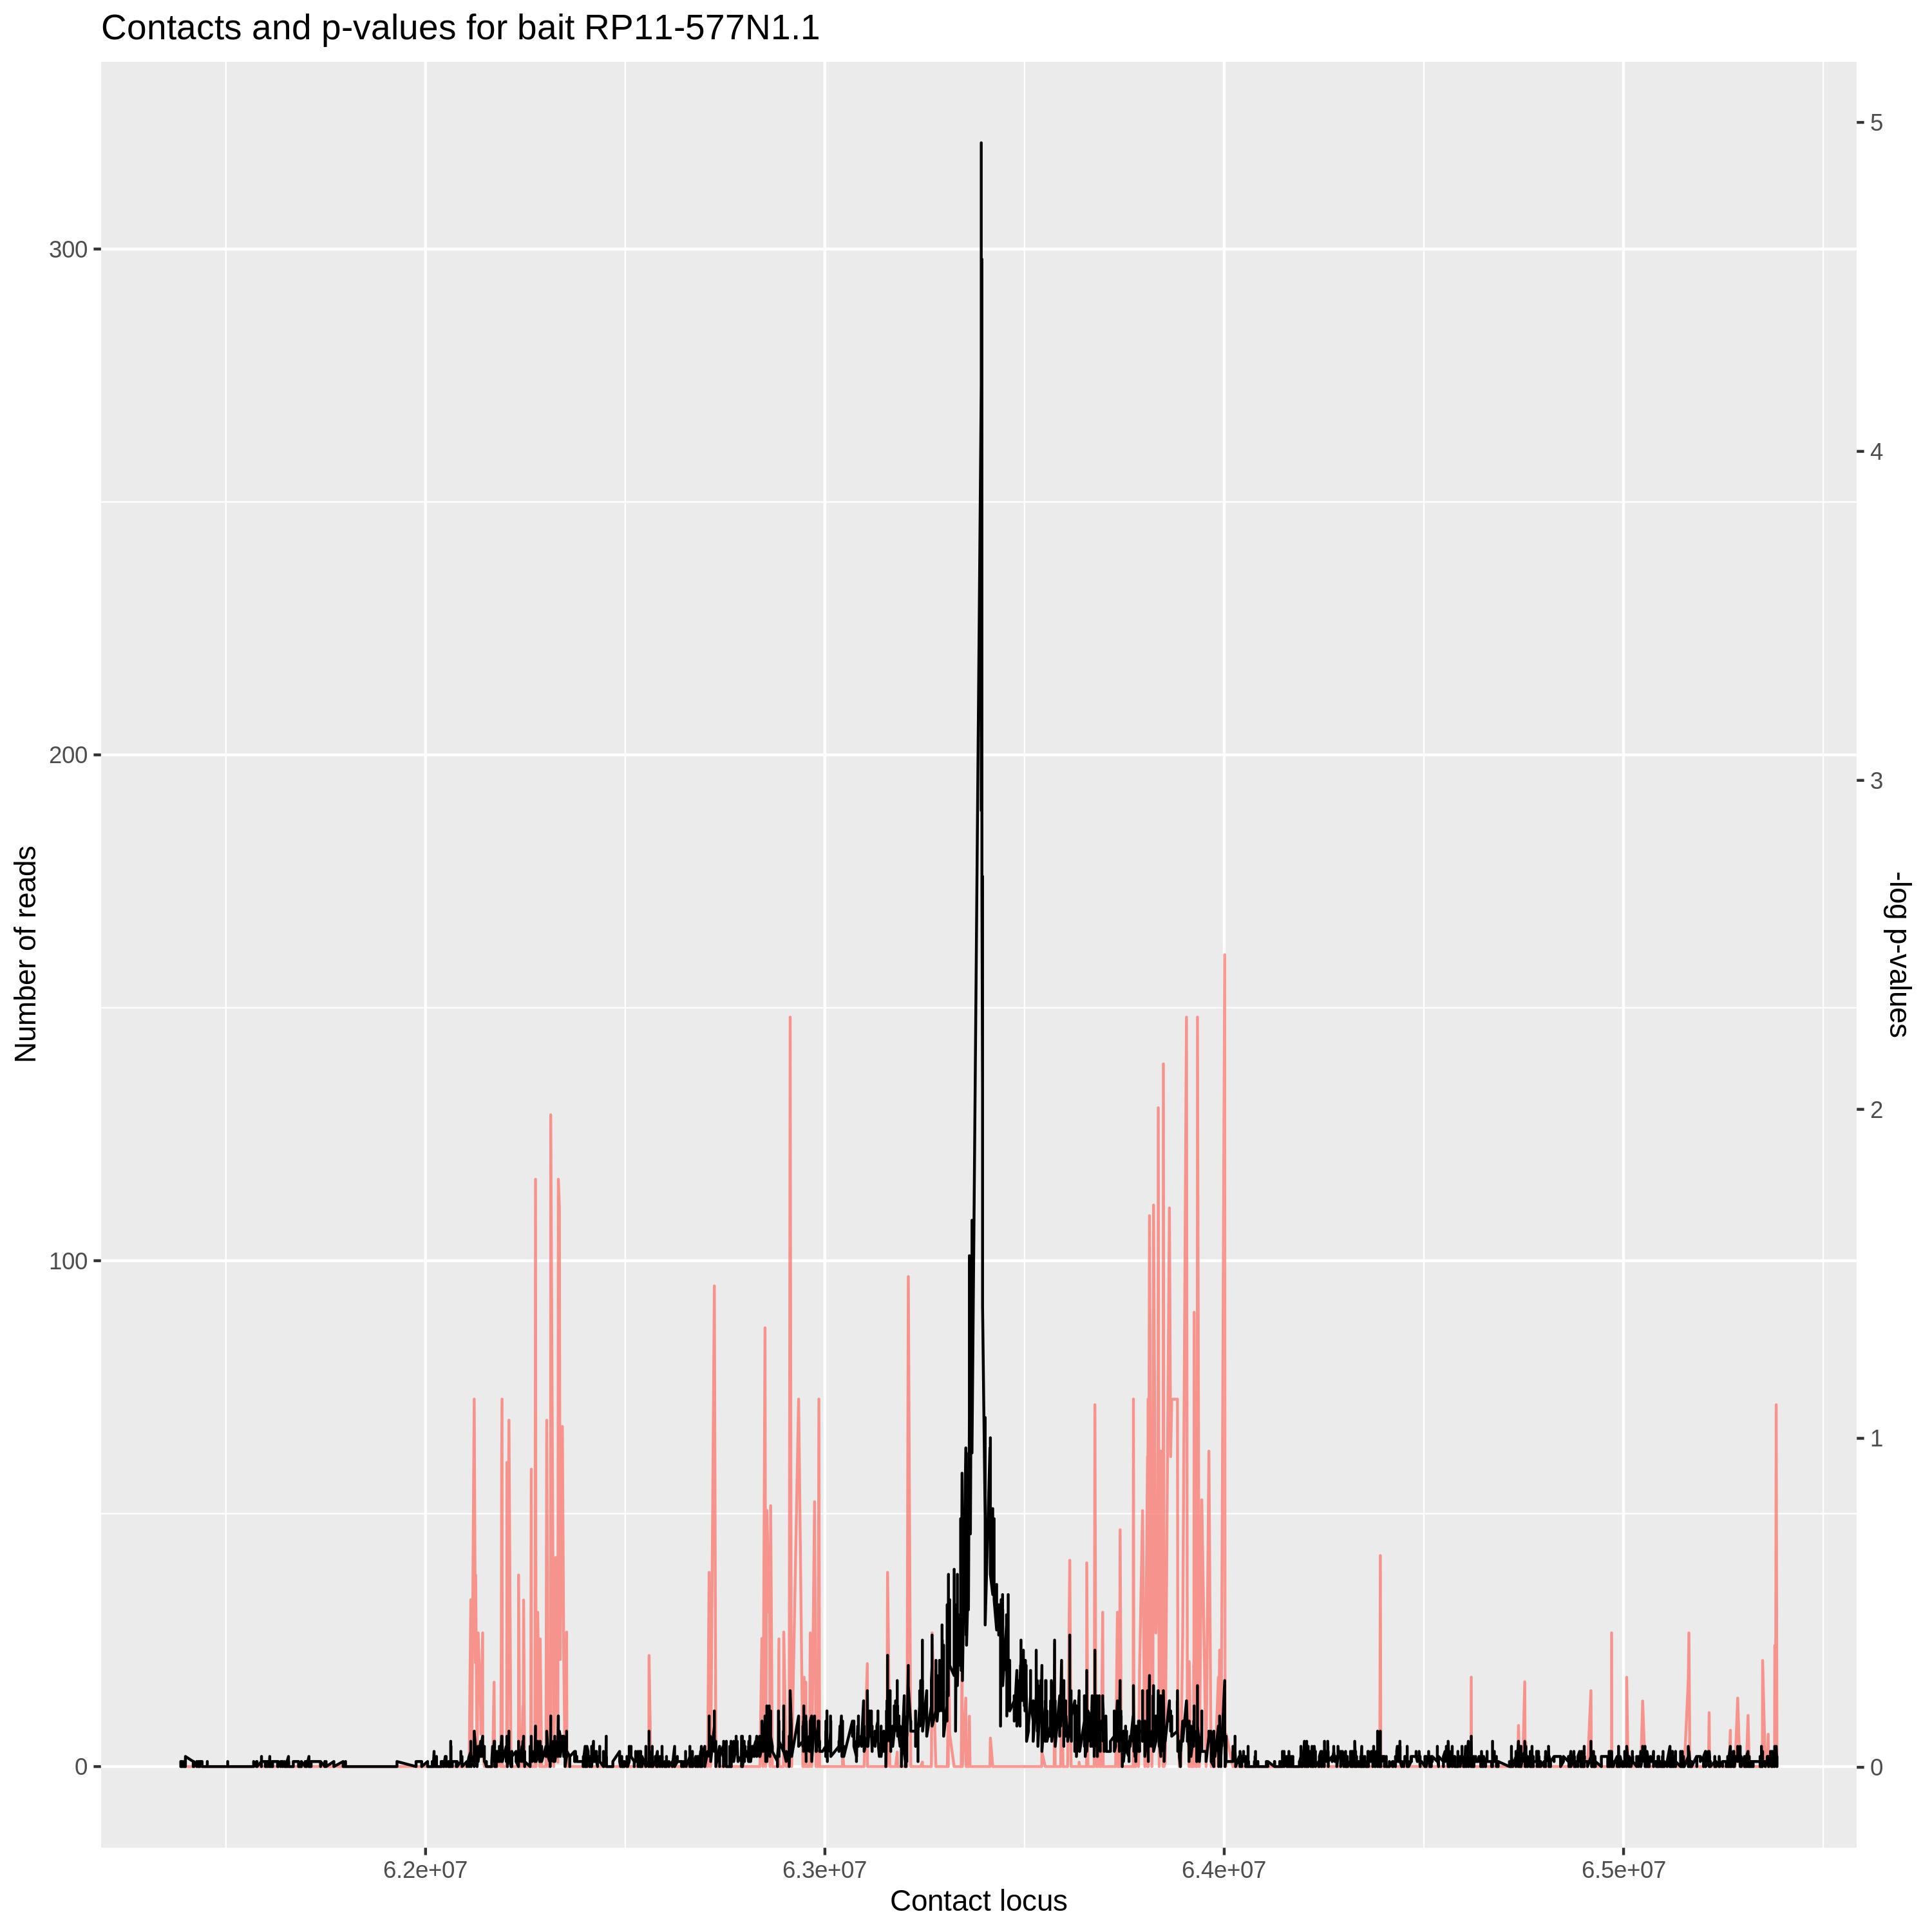 Contacts and p-values for bait RP11-577N1.1
300
200
100
0
5
4
3
2
1
0
Number of reads
-log p-values
6.2e+07
6.3e+07
6.4e+07
6.5e+07
Contact locus